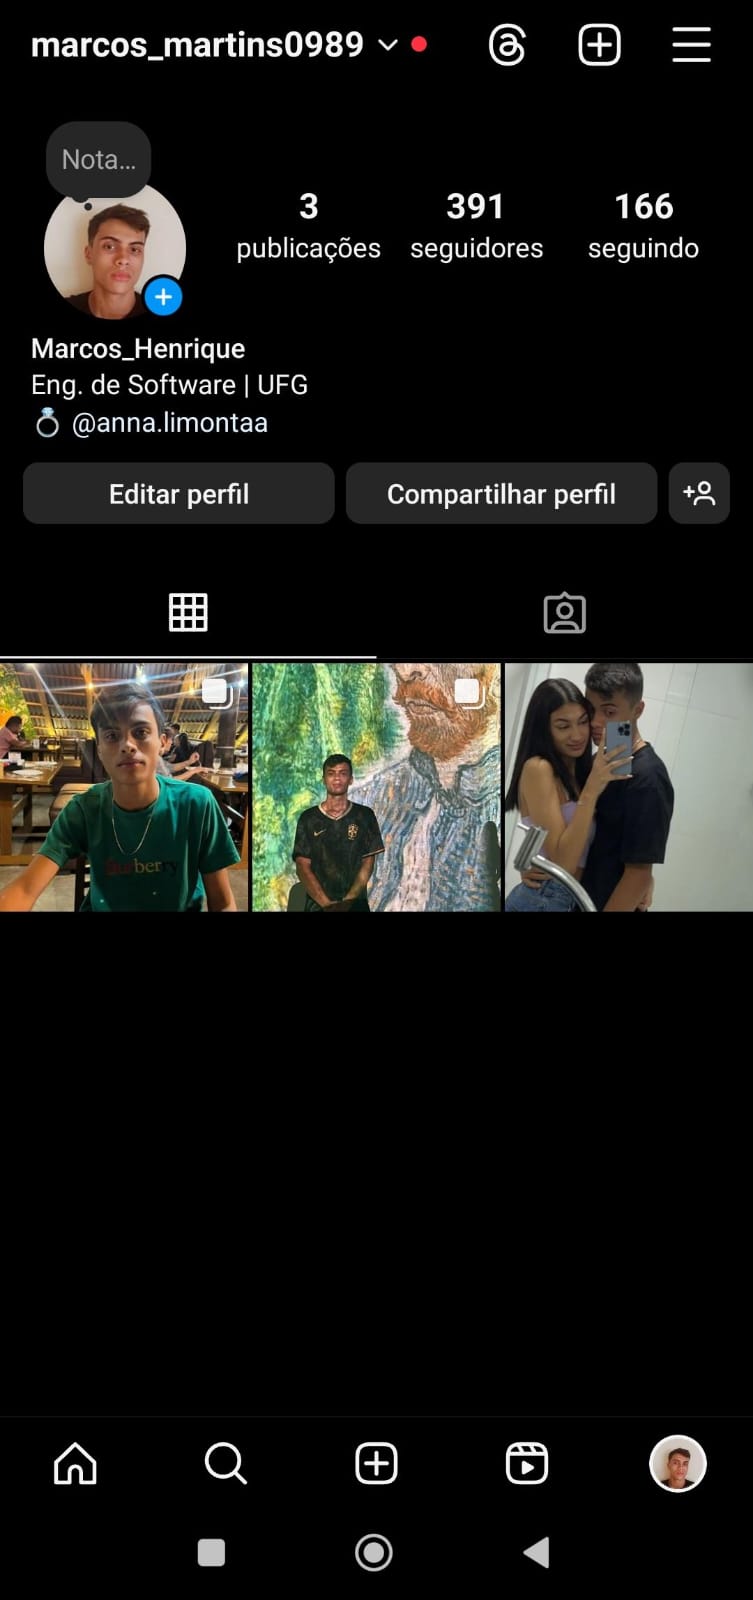 marcos_martins0989
Nota...
3 391 166
publicações seguidores seguindo
Marcos_Henrique
Eng. de Software | UFG
@anna.limontaa
Editar perfil Compartilhar perfil
Burberry